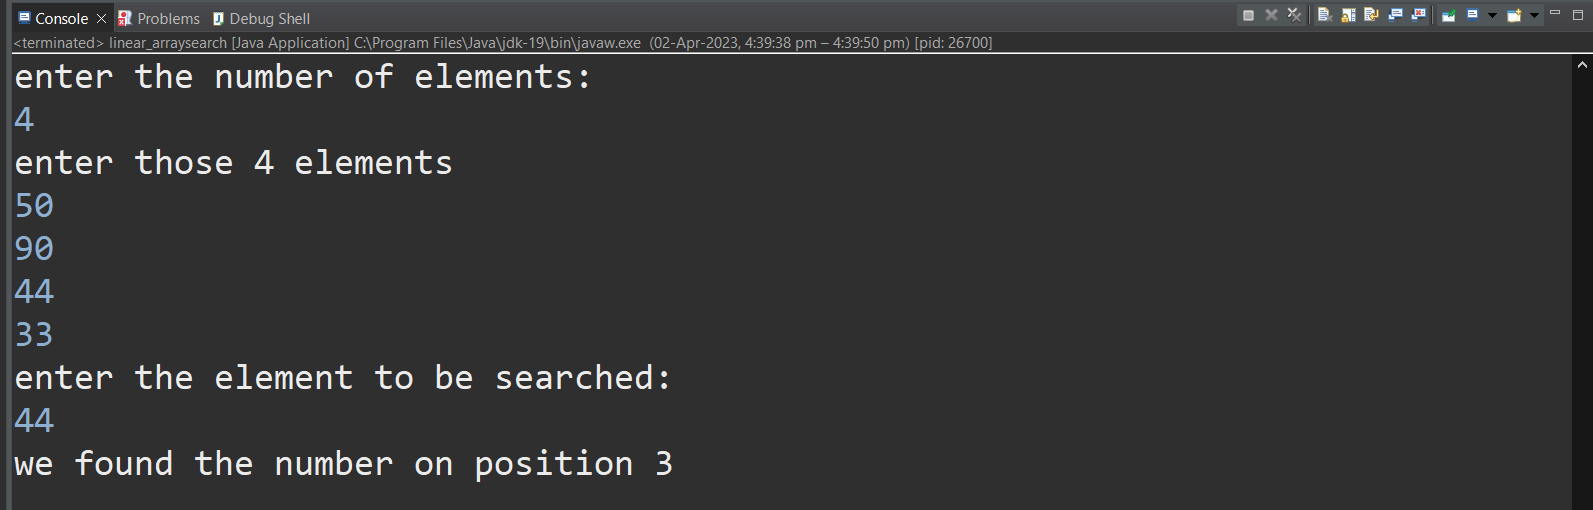 Console Problems Debug Shell
<terminated> linear_arraysearch [Java Application] C:\Program Files\Java\jdk-19\bin\javaw.exe (02-Apr-2023, 4:39:38 pm – 4:39:50 pm) [pid: 26700]
enter the number of elements:
4
enter those 4 elements
50
90
44
33
enter the element to be searched:
44
we found the number on position 3